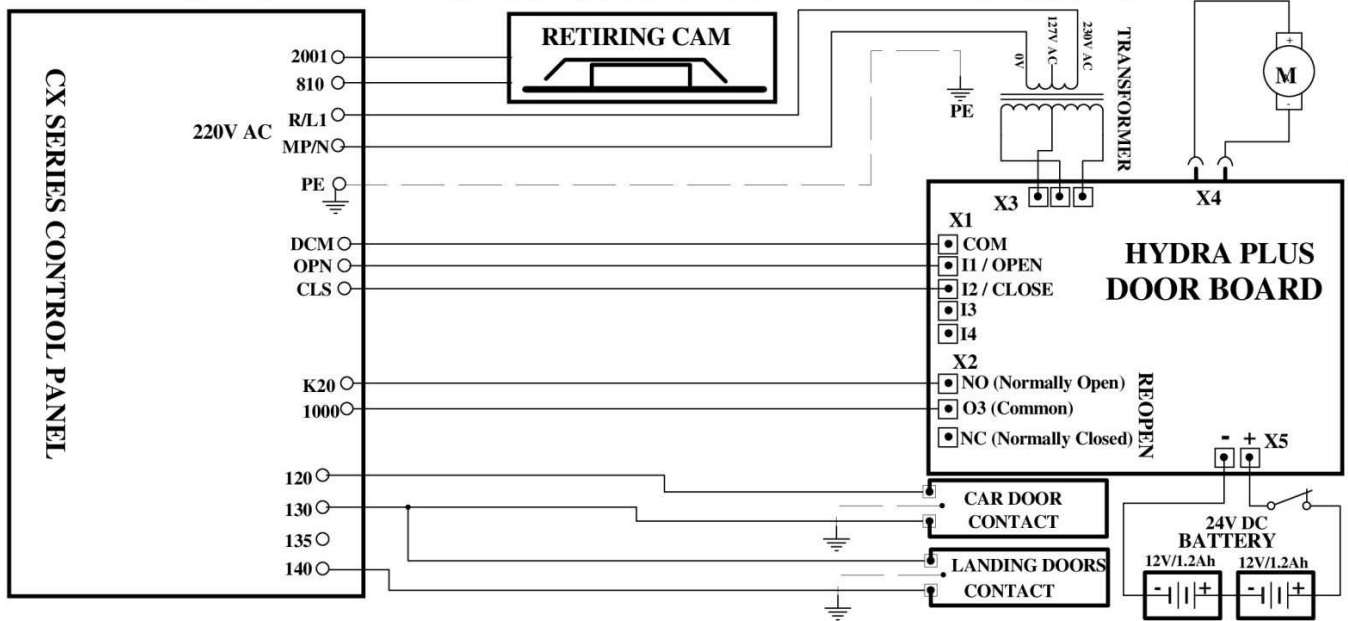 CX SERIES CONTROL PANEL
220V AC
2001
810
R/L1
MP/N
PE
DCM
OPN
CLS
K20
1000
120
130
135
140
RETIRING CAM
PE
0V
127V AC
230V AC
TRANSFORMER
+
M
-
X3
X4
X1
COM
I1 / OPEN
I2 / CLOSE
I3
I4
HYDRA PLUS
DOOR BOARD
X2
NO (Normally Open)
O3 (Common)
NC (Normally Closed)
REOPEN
- + X5
CAR DOOR
CONTACT
LANDING DOORS
CONTACT
24V DC
BATTERY
12V/1.2Ah 12V/1.2Ah
- + - +